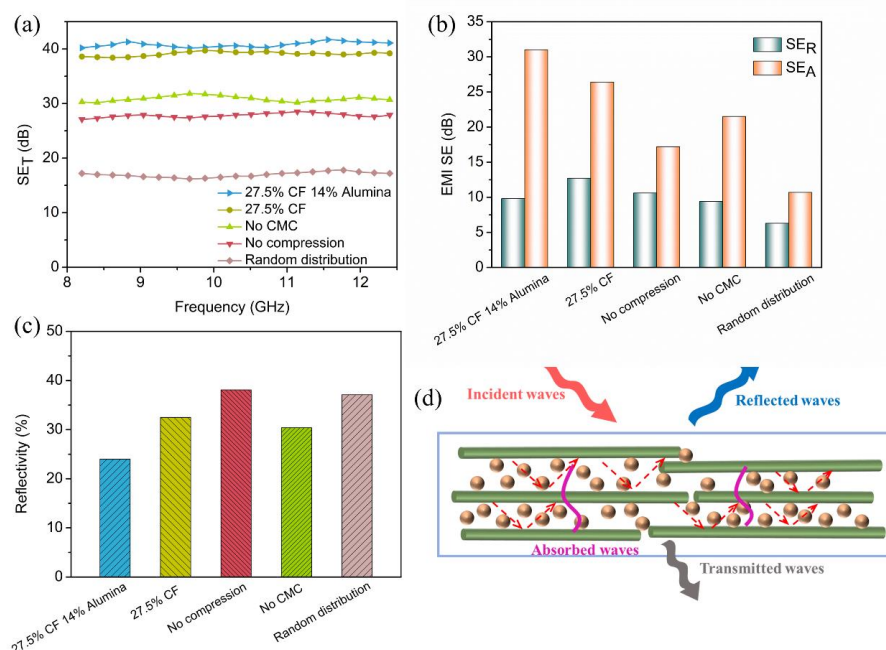 (a)
50
40
30
20
10
0
SE_T (dB)
27.5% CF 14% Alumina
27.5% CF
No CMC
No compression
Random distribution
8 9 10 11 12
Frequency (GHz)
(b)
35
30
25
20
15
10
5
0
EMI SE (dB)
SE_R
SE_A
27.5% CF 14% Alumina
27.5% CF
No compression
No CMC
Random distribution
(c)
50
40
30
20
10
0
Reflectivity (%)
27.5% CF 14% Alumina
27.5% CF
No compression
No CMC
Random distribution
(d)
Incident waves
Reflected waves
Absorbed waves
Transmitted waves